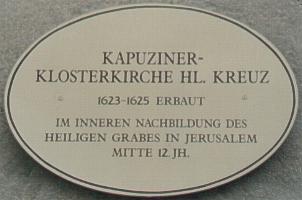 KAPUZINER-
KLOSTERKIRCHE HL. KREUZ
1623-1625 ERBAUT
IM INNEREN NACHBILDUNG DES
HEILIGEN GRABES IN JERUSALEM
MITTE 12. JH.